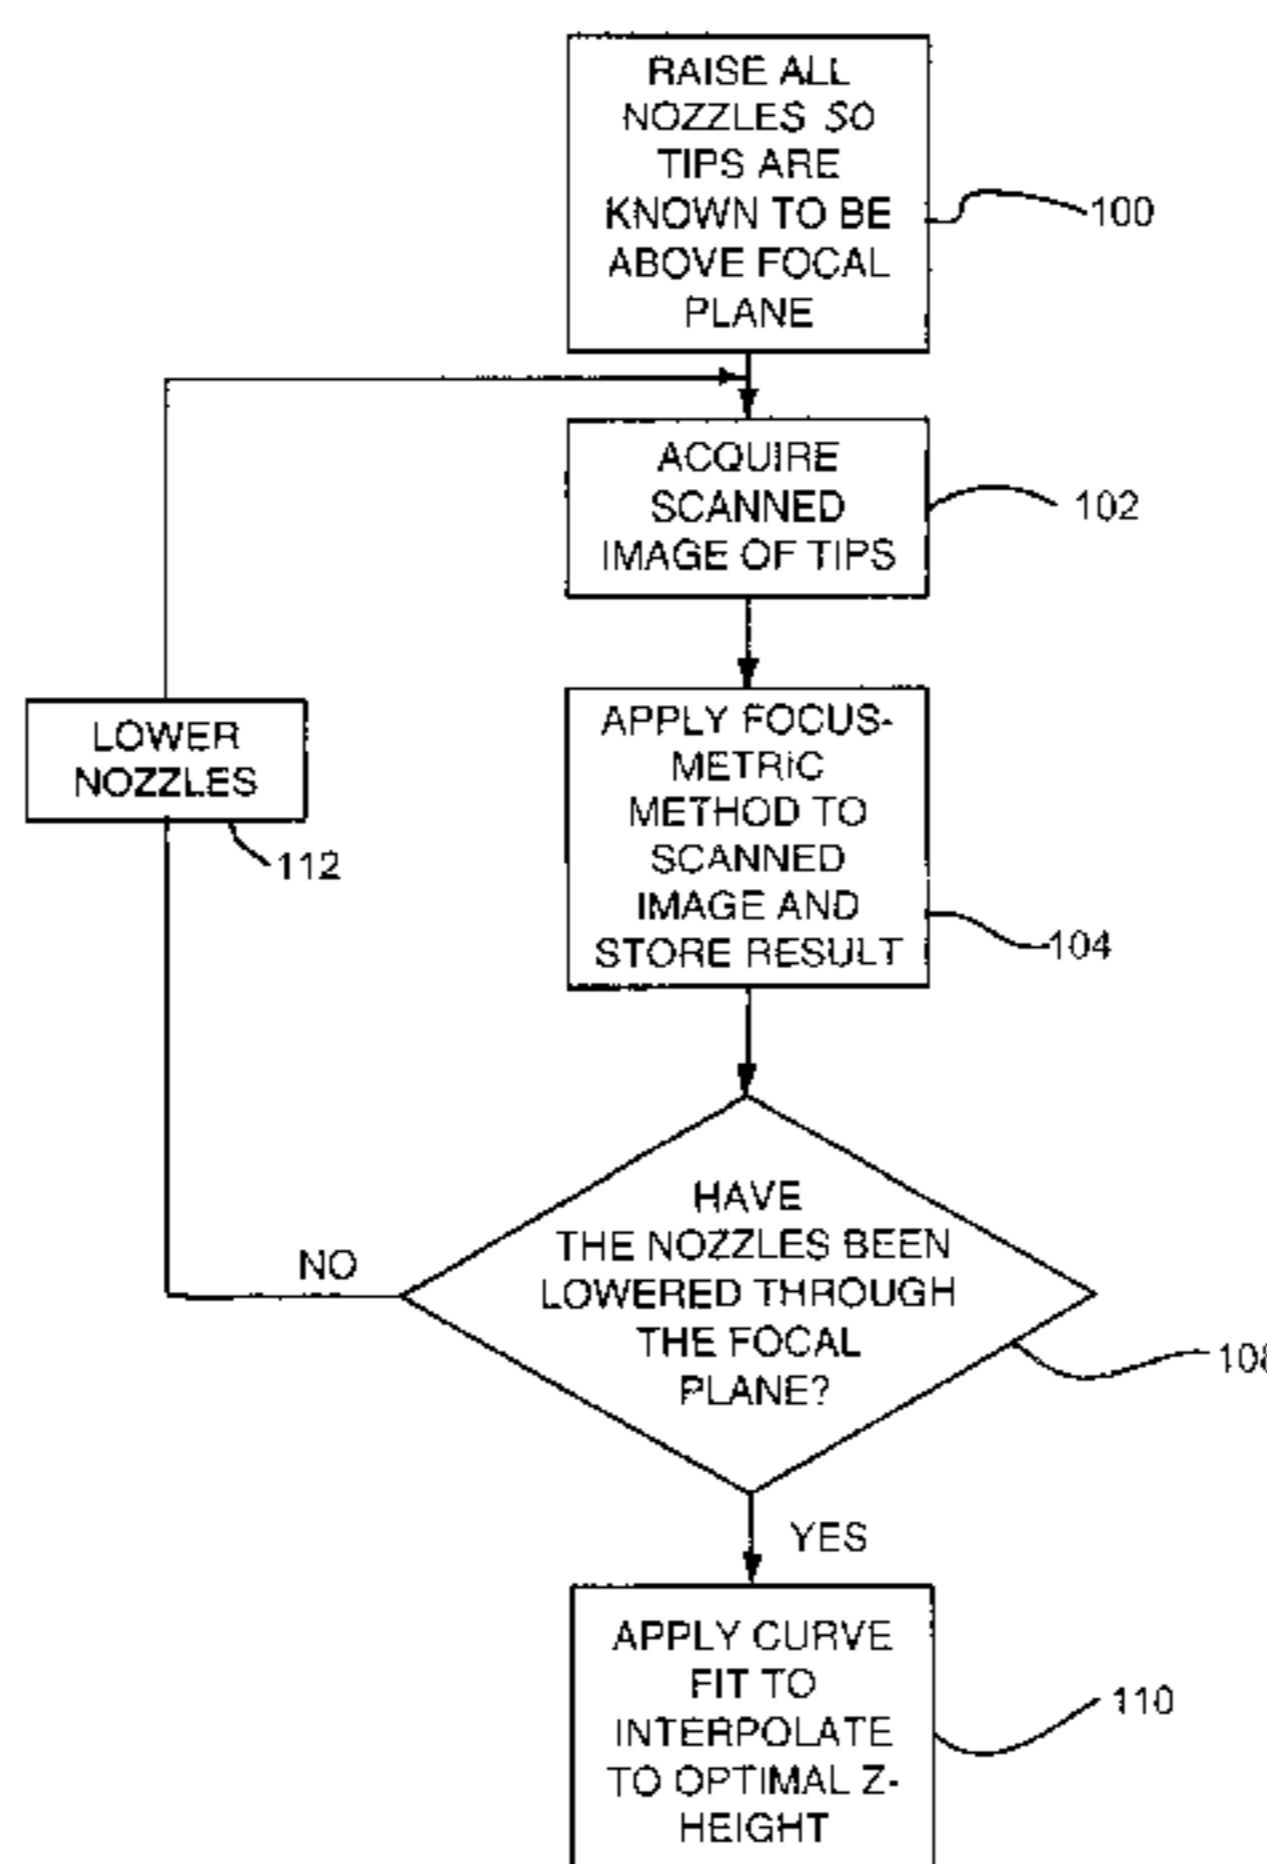 RAISE ALL
NOZZLES SO
TIPS ARE
KNOWN TO BE
ABOVE FOCAL
PLANE
100
ACQUIRE
SCANNED
IMAGE OF TIPS
102
LOWER
NOZZLES
112
APPLY FOCUS-
METRIC
METHOD TO
SCANNED
IMAGE AND
STORE RESULT
104
HAVE
THE NOZZLES BEEN
LOWERED THROUGH
THE FOCAL
PLANE?
NO
108
YES
APPLY CURVE
FIT TO
INTERPOLATE
TO OPTIMAL Z-
HEIGHT
110